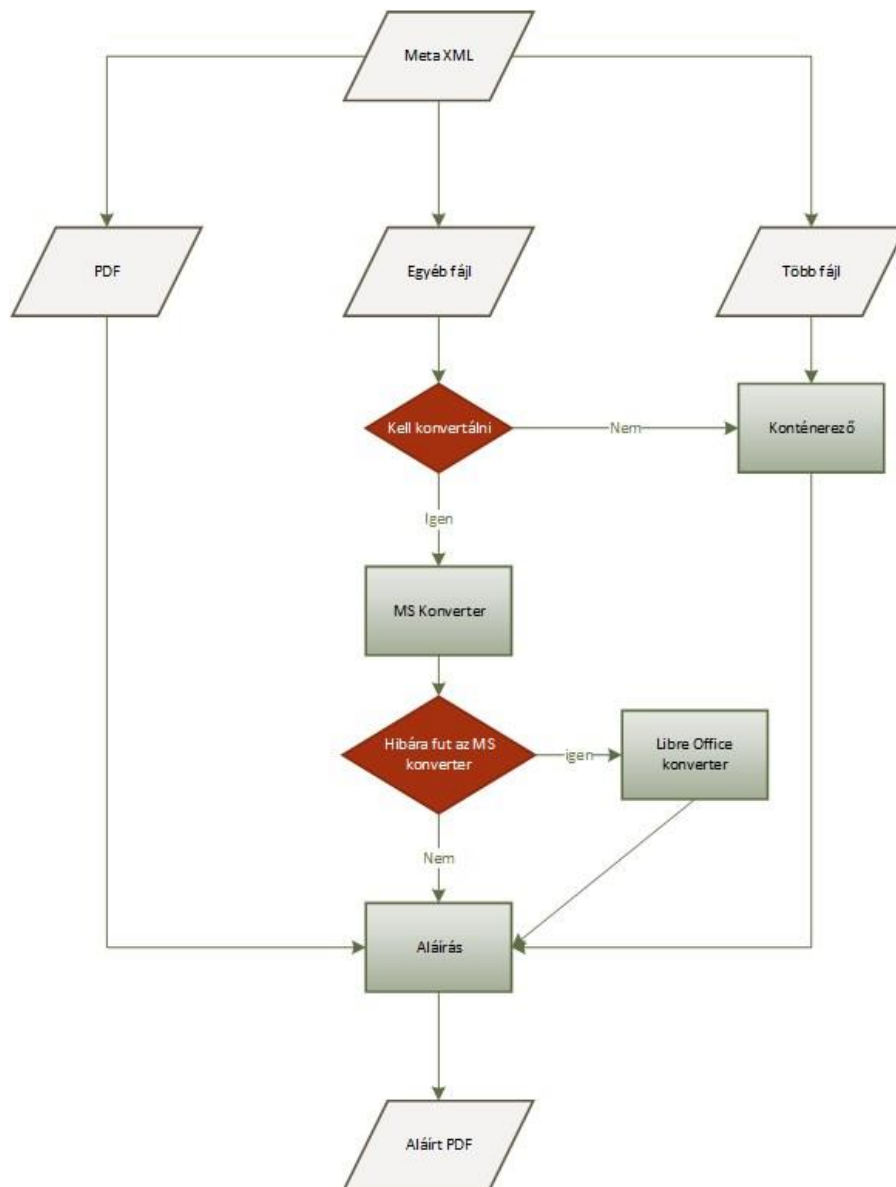 Meta XML
PDF
Egyéb fájl
Több fájl
Kell konvertálni
Nem
Konténerező
Igen
MS Konverter
Hibára fut az MS
konverter
igen
Libre Office
konverter
Nem
Aláírás
Aláírt PDF